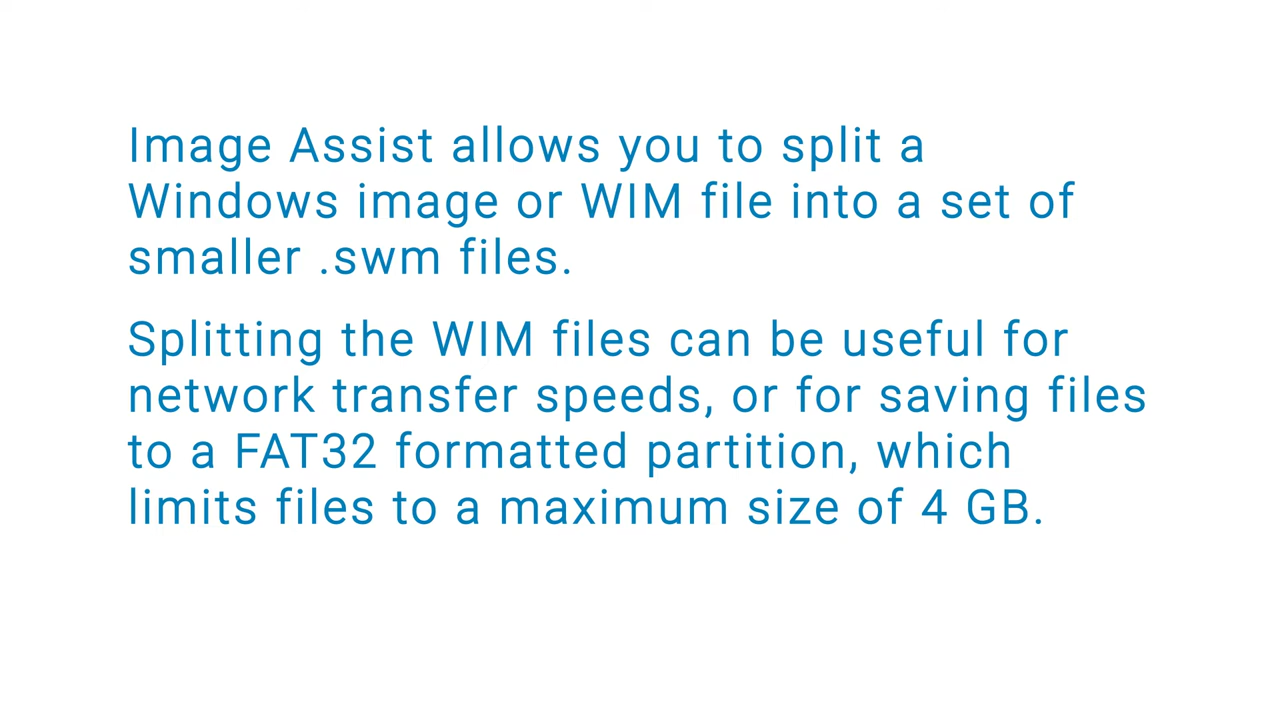 Image Assist allows you to split a
Windows image or WIM file into a set of
smaller .swm files.
Splitting the WIM files can be useful for
network transfer speeds, or for saving files
to a FAT32 formatted partition, which
limits files to a maximum size of 4 GB.